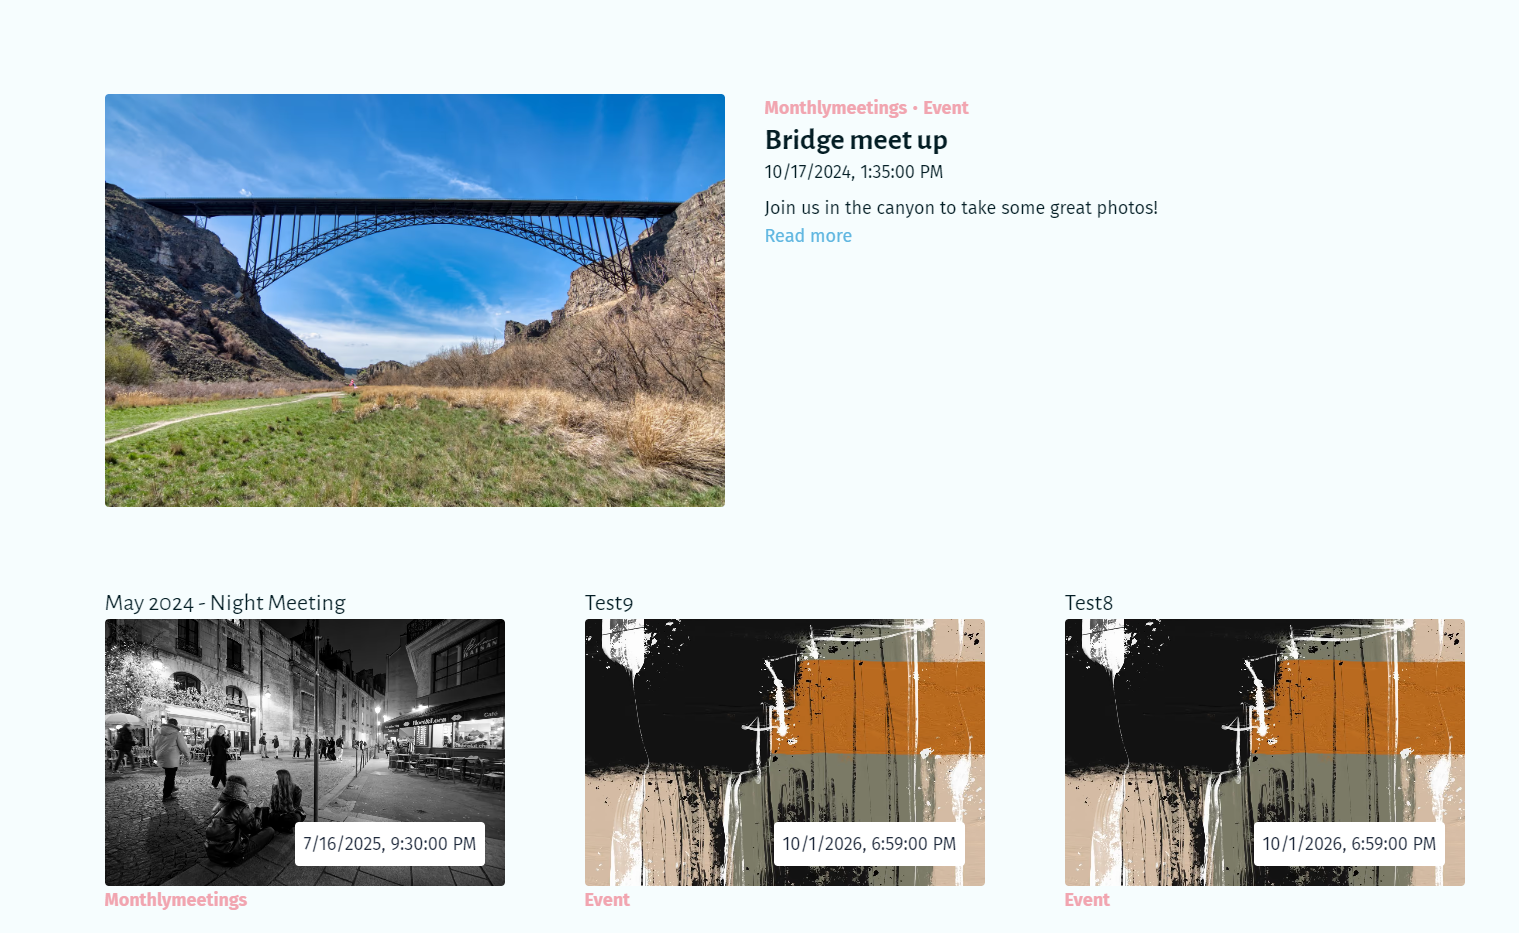 Monthlymeetings • Event
Bridge meet up
10/17/2024, 1:35:00 PM
Join us in the canyon to take some great photos!
Read more
May 2024 - Night Meeting
Test9
Test8
7/16/2025, 9:30:00 PM
10/1/2026, 6:59:00 PM
10/1/2026, 6:59:00 PM
Monthlymeetings
Event
Event